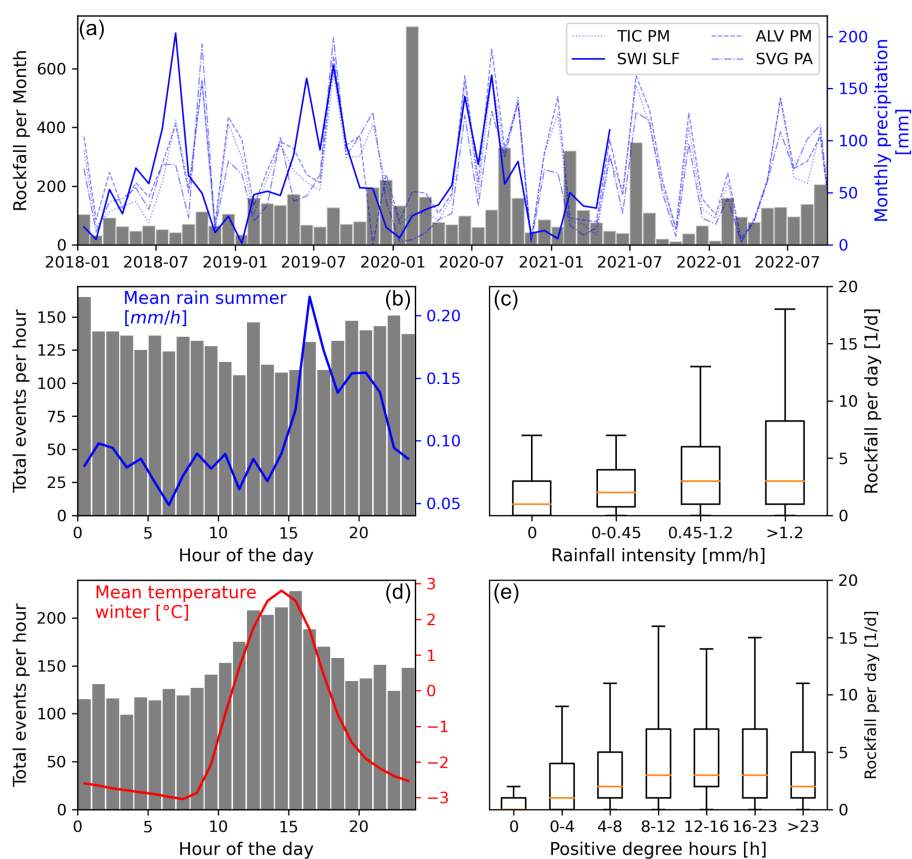 (a)
TIC PM
SWI SLF
ALV PM
SVG PA
Rockfall per Month
600
400
200
0
Monthly precipitation
[mm]
200
150
100
50
0
2018-01 2018-07 2019-01 2019-07 2020-01 2020-07 2021-01 2021-07 2022-01 2022-07
(b)
Mean rain summer
[mm/h]
Total events per hour
150
125
100
75
50
25
0
0.20
0.15
0.10
0.05
0 5 10 15 20
Hour of the day
(c)
Rockfall per day [1/d]
20
15
10
5
0
0 0-0.45 0.45-1.2 >1.2
Rainfall intensity [mm/h]
(d)
Mean temperature
winter [°C]
Total events per hour
200
150
100
50
0
3
2
1
0
−1
−2
−3
0 5 10 15 20
Hour of the day
(e)
Rockfall per day [1/d]
20
15
10
5
0
0 0-4 4-8 8-12 12-16 16-23 >23
Positive degree hours [h]